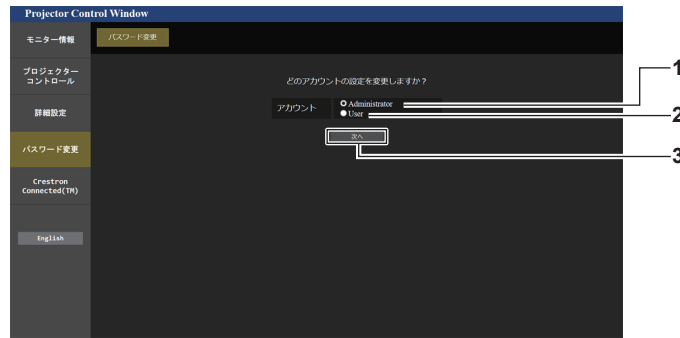 Projector Control Window
モニター情報
パスワード変更
プロジェクター
コントロール
どのアカウントの設定を変更しますか？
アカウント
Administrator
User
1
2
詳細設定
次へ
3
パスワード変更
Crestron
Connected(TM)
English